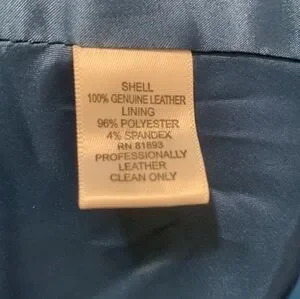 SHELL
100% GENUINE LEATHER
LINING
96% POLYESTER
4% SPANDEX
RN 81693
PROFESSIONALLY
LEATHER
CLEAN ONLY